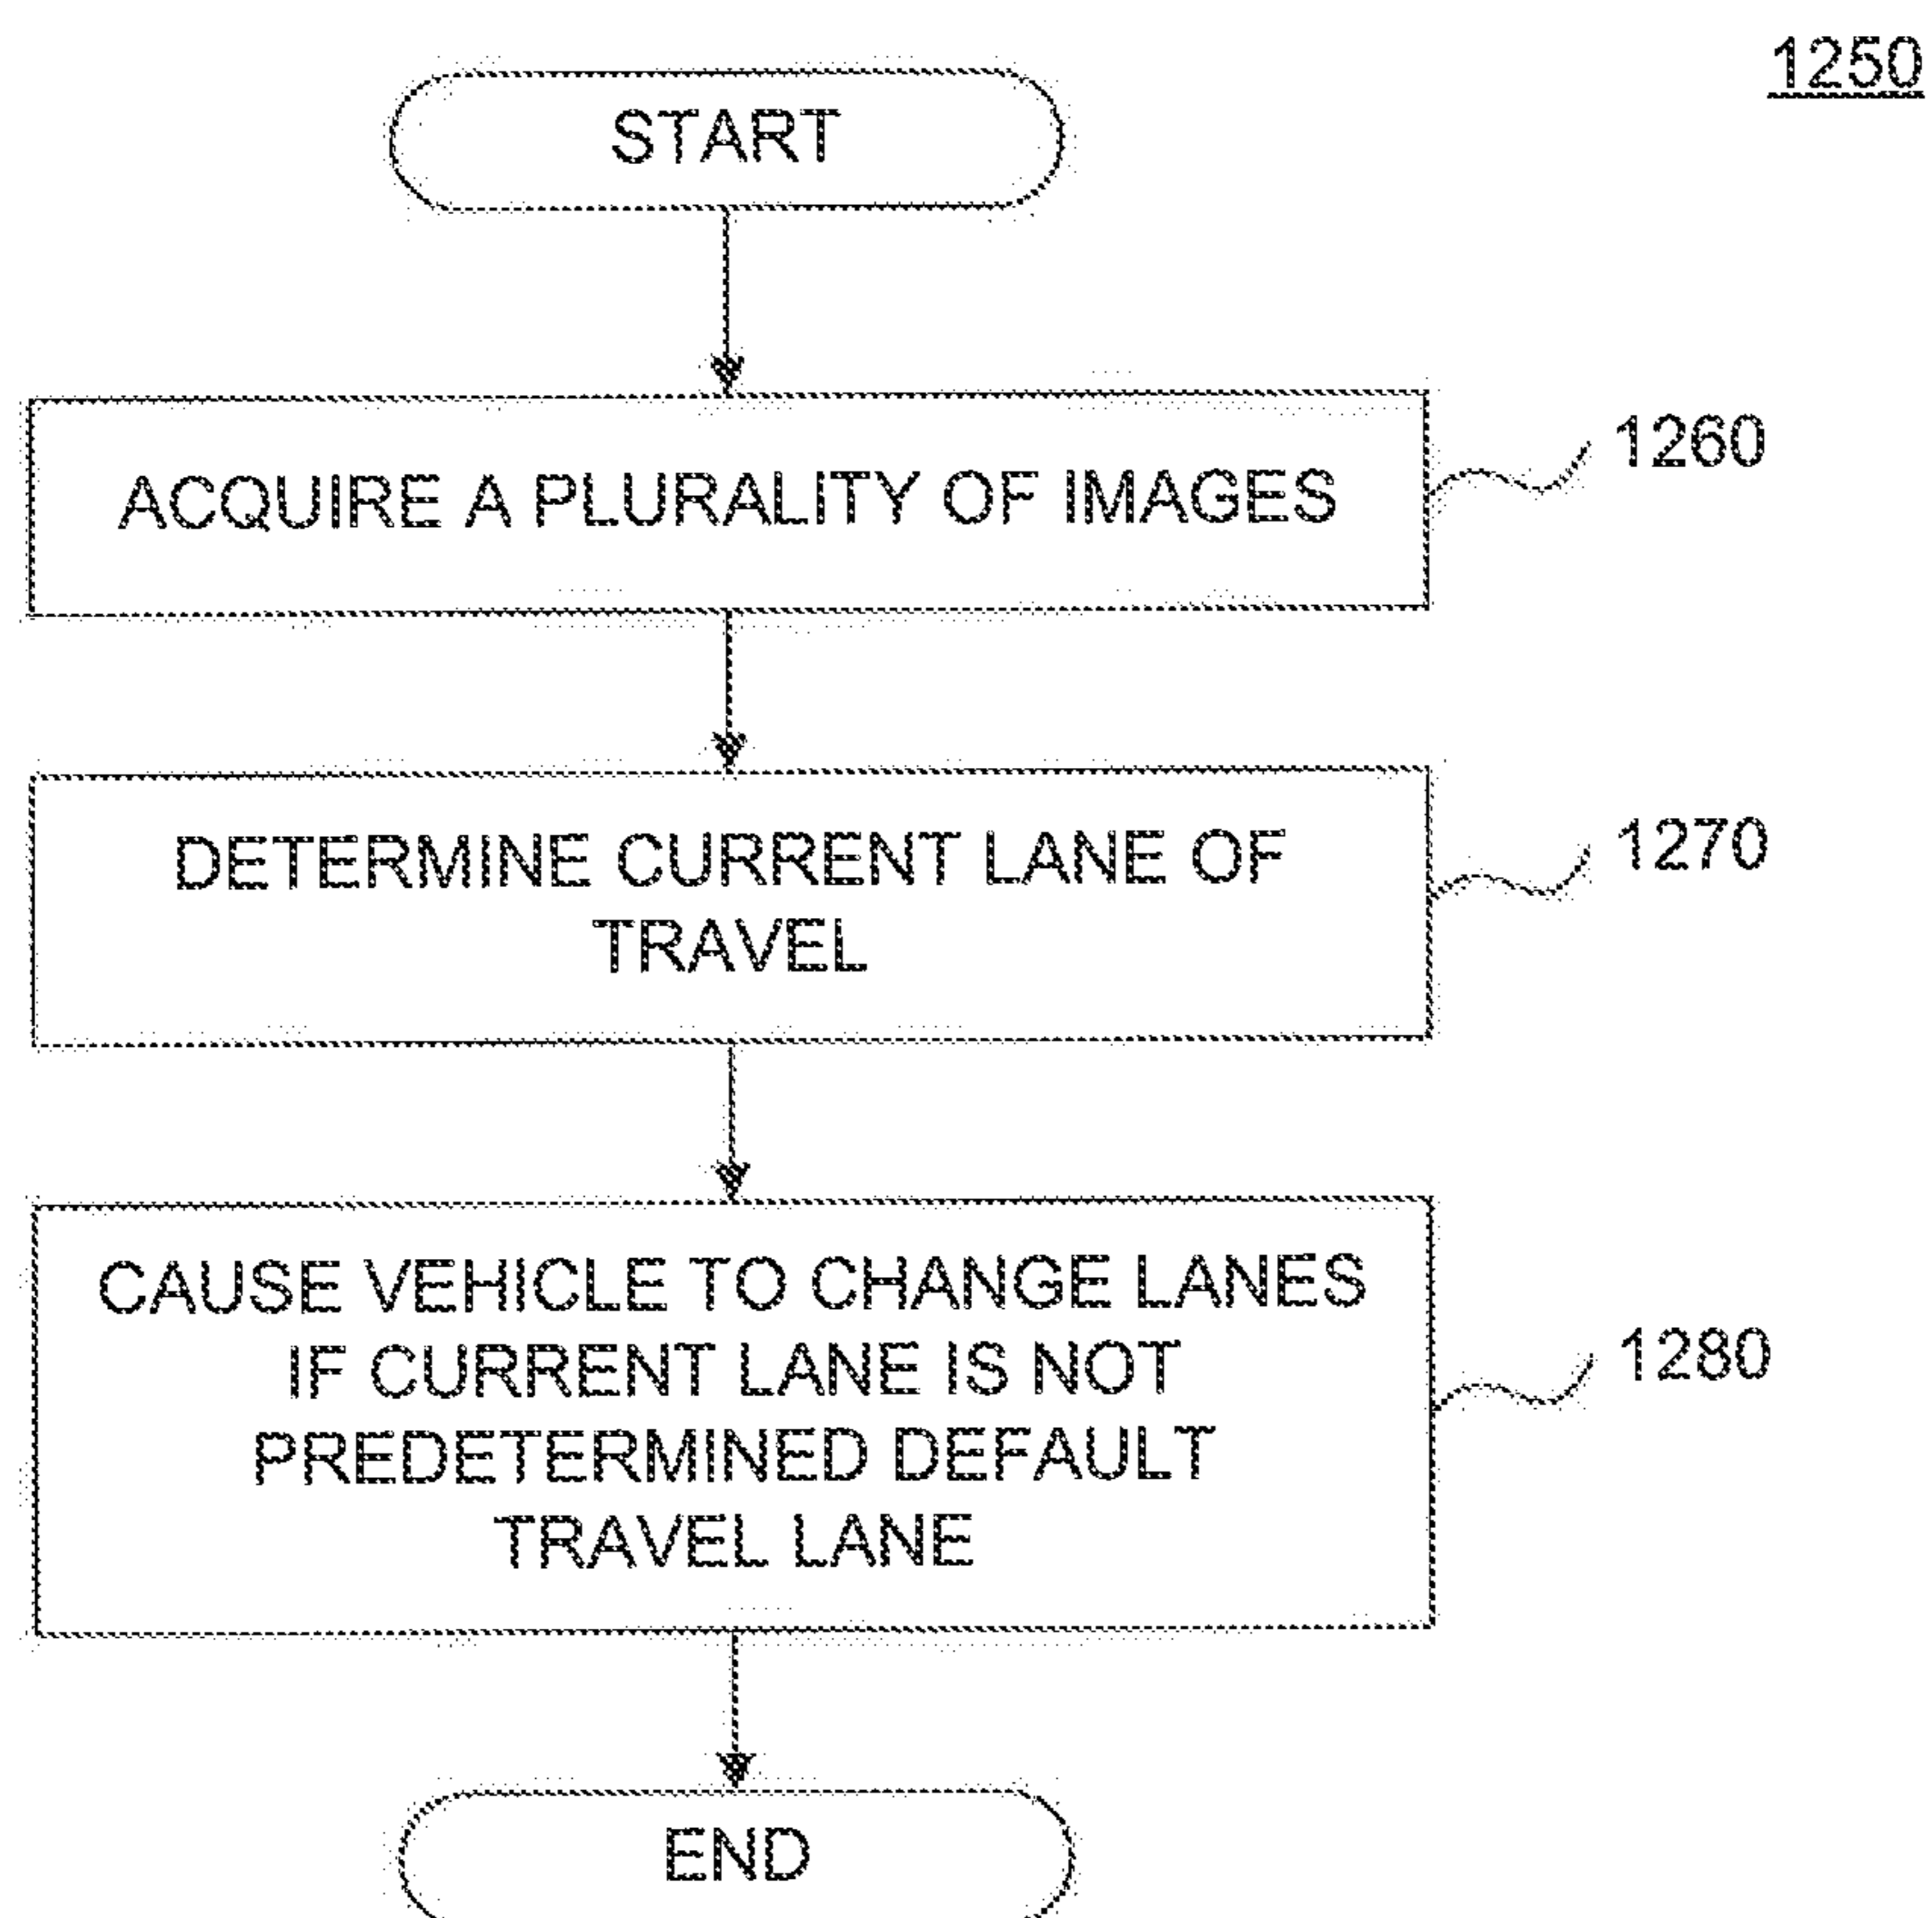 1250
START
ACQUIRE A PLURALITY OF IMAGES
1260
DETERMINE CURRENT LANE OF
TRAVEL
1270
CAUSE VEHICLE TO CHANGE LANES
IF CURRENT LANE IS NOT
PREDETERMINED DEFAULT
TRAVEL LANE
1280
END